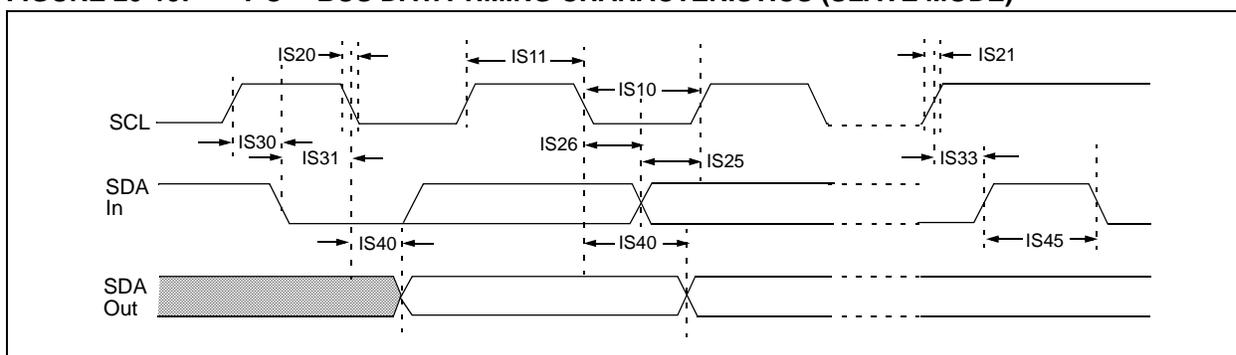 IS20
IS11
IS21
IS10
SCL
IS30
IS26
IS31
IS25
IS33
SDA
In
IS40
IS40
IS45
SDA
Out